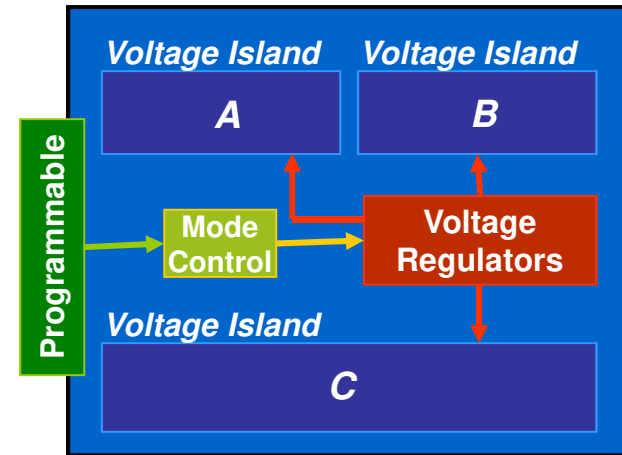 Voltage Island
Voltage Island
A
B
Programmable
Mode
Control
Voltage
Regulators
Voltage Island
C